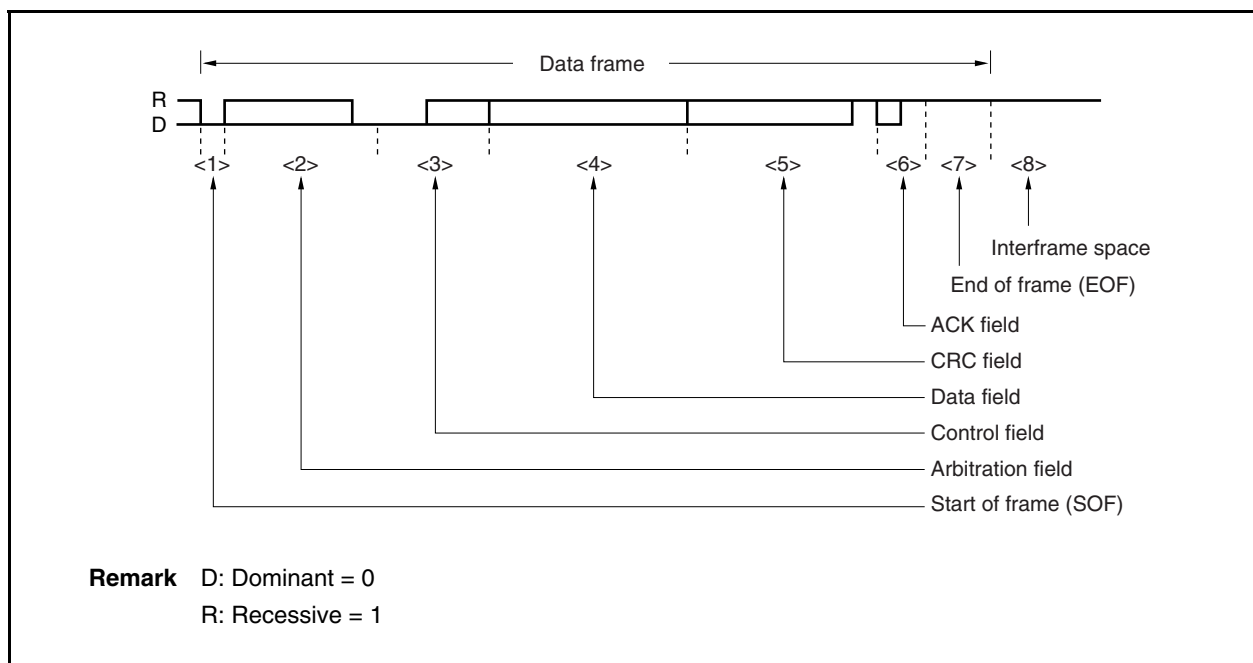 Data frame
R
D
<1> <2> <3> <4> <5> <6> <7> <8>
Interframe space
End of frame (EOF)
ACK field
CRC field
Data field
Control field
Arbitration field
Start of frame (SOF)
Remark D: Dominant = 0
R: Recessive = 1